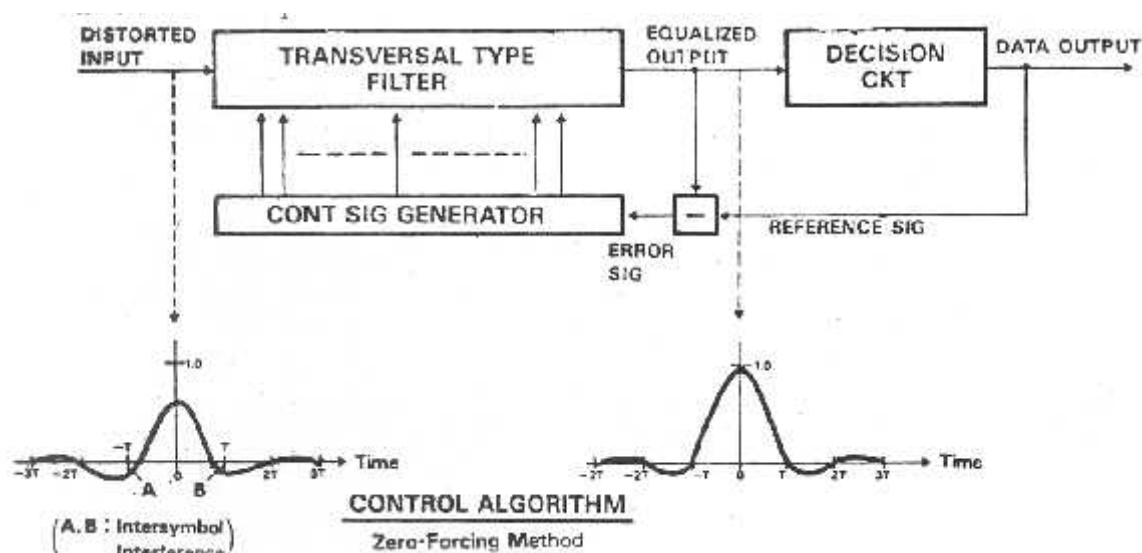 DISTORTED
INPUT
TRANSVERSAL TYPE
FILTER
EQUALIZED
OUTPUT
DECISION
CKT
DATA OUTPUT
CONT SIG GENERATOR
—
ERROR
SIG
REFERENCE SIG
1.0
-3T
-2T
-T
0
T
2T
3T
Time
A
B
(A.B : Intersymbol
Interference)
1.0
-2T
-2T
-T
0
T
2T
3T
Time
CONTROL ALGORITHM
Zero-Forcing Method